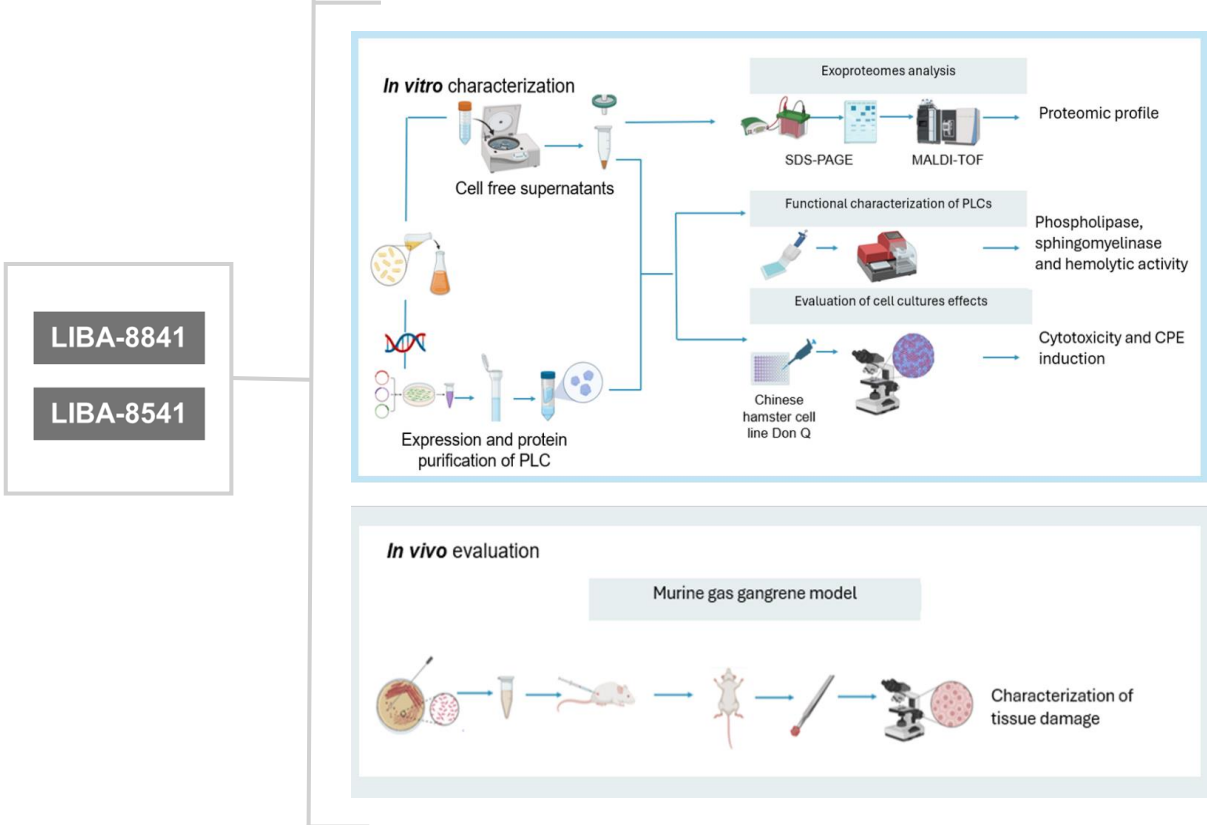 LIBA-8841
LIBA-8541
In vitro characterization
Cell free supernatants
Expression and protein
purification of PLC
Exoproteomes analysis
SDS-PAGE
MALDI-TOF
Proteomic profile
Functional characterization of PLCs
Phospholipase,
sphingomyelinase
and hemolytic activity
Evaluation of cell cultures effects
Chinese
hamster cell
line Don Q
Cytotoxicity and CPE
induction
In vivo evaluation
Murine gas gangrene model
Characterization of
tissue damage